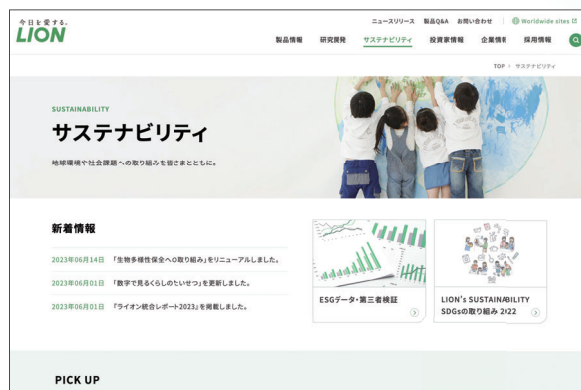 今日を愛する。
LION
ニュースリリース 製品Q&A お問い合わせ Worldwide sites
製品情報 研究開発 サステナビリティ 投資家情報 企業情報 採用情報
TOP > サステナビリティ
SUSTAINABILITY
サステナビリティ
地球環境や社会課題への取り組みを皆さまとともに。
新着情報
2023年06月14日 「生物多様性保全への取り組み」をリニューアルしました。
2023年06月01日 「数字で見るくらしのたいせつ」を更新しました。
2023年06月01日 『ライオン統合レポート2023』を掲載しました。
ESGデータ・第三者検証
LION's SUSTAINABILITY
SDGsの取り組み 2022
PICK UP